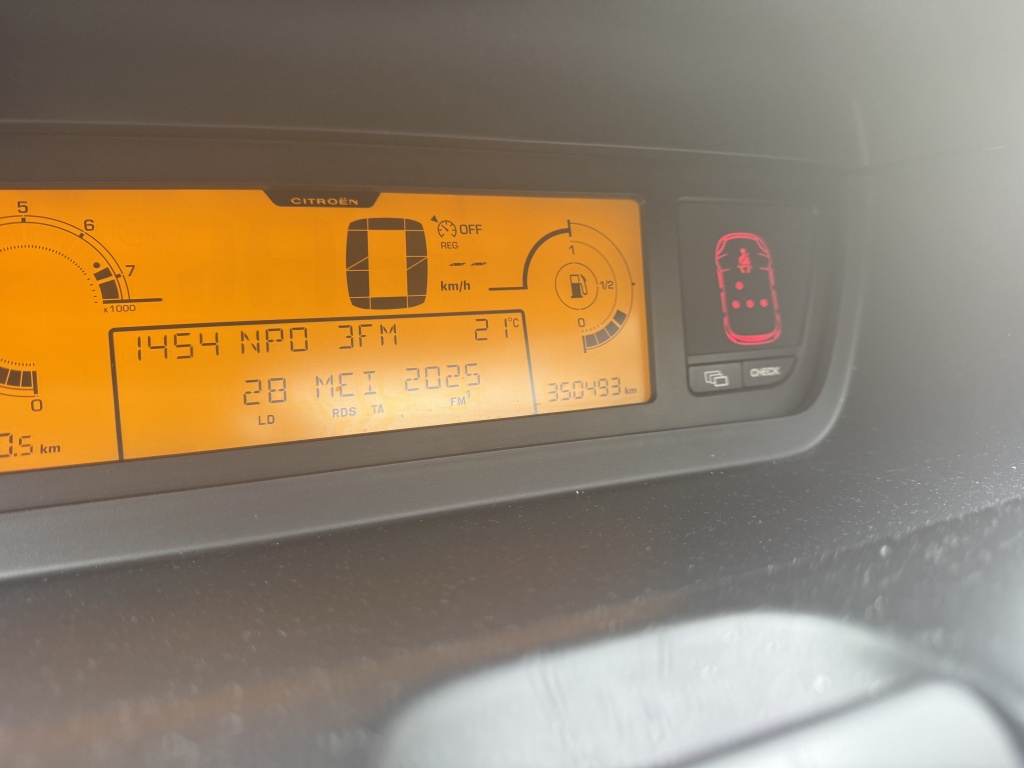 CITROËN
5
6
7
x1000
0
0.5 km
0
OFF
REG
-- --
km/h
1
1/2
0
1454 NPO 3FM 21°C
28 MEI 2025
LD RDS TA FM1
350493 km
CHECK